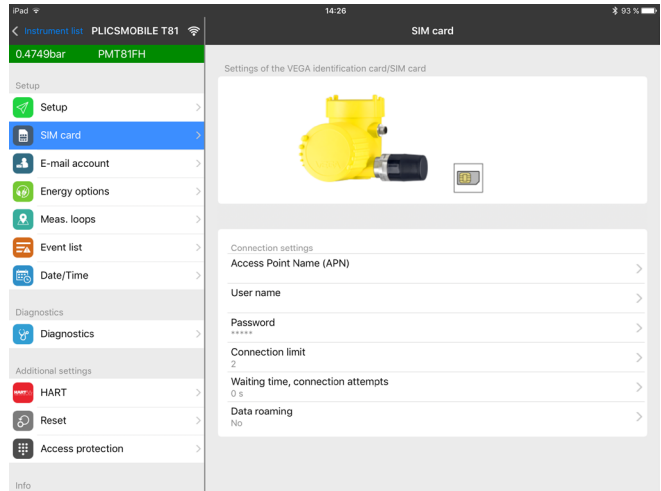 iPad 14:26 93 %
Instrument list PLICSMOBILE T81 SIM card
0.4749bar PMT81FH
Setup
Setup
SIM card
E-mail account
Energy options
Meas. loops
Event list
Date/Time
Diagnostics
Diagnostics
Additional settings
HART
HART
Reset
Access protection
Info
Settings of the VEGA identification card/SIM card
Connection settings
Access Point Name (APN)
User name
Password
*****
Connection limit
2
Waiting time, connection attempts
0 s
Data roaming
No